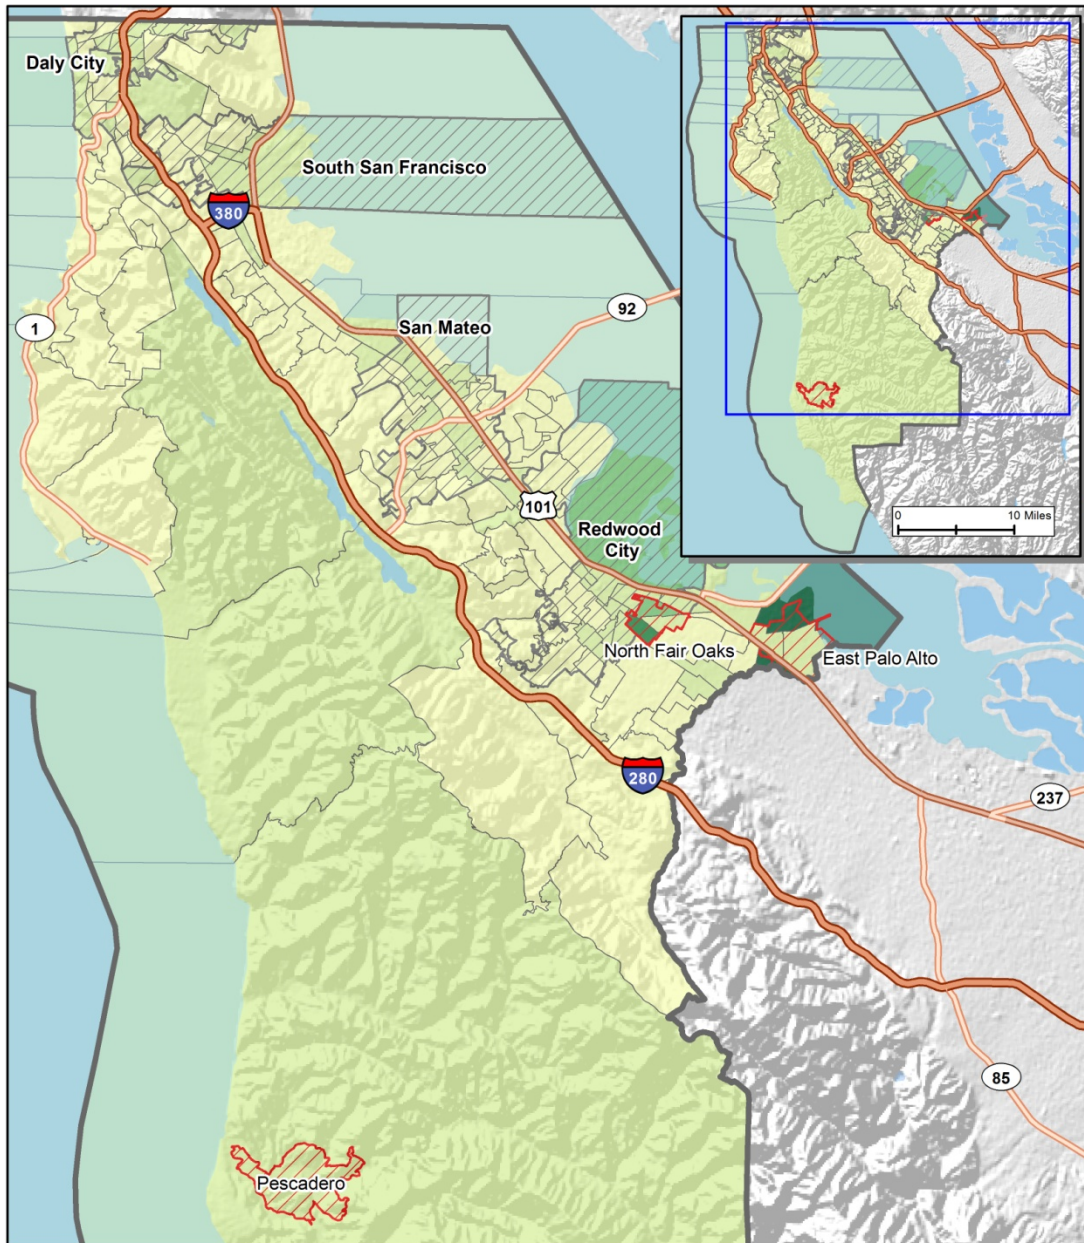 Daly City
South San Francisco
380
1
92
San Mateo
101
0
10 Miles
Redwood
City
North Fair Oaks
East Palo Alto
280
237
85
Pescadero